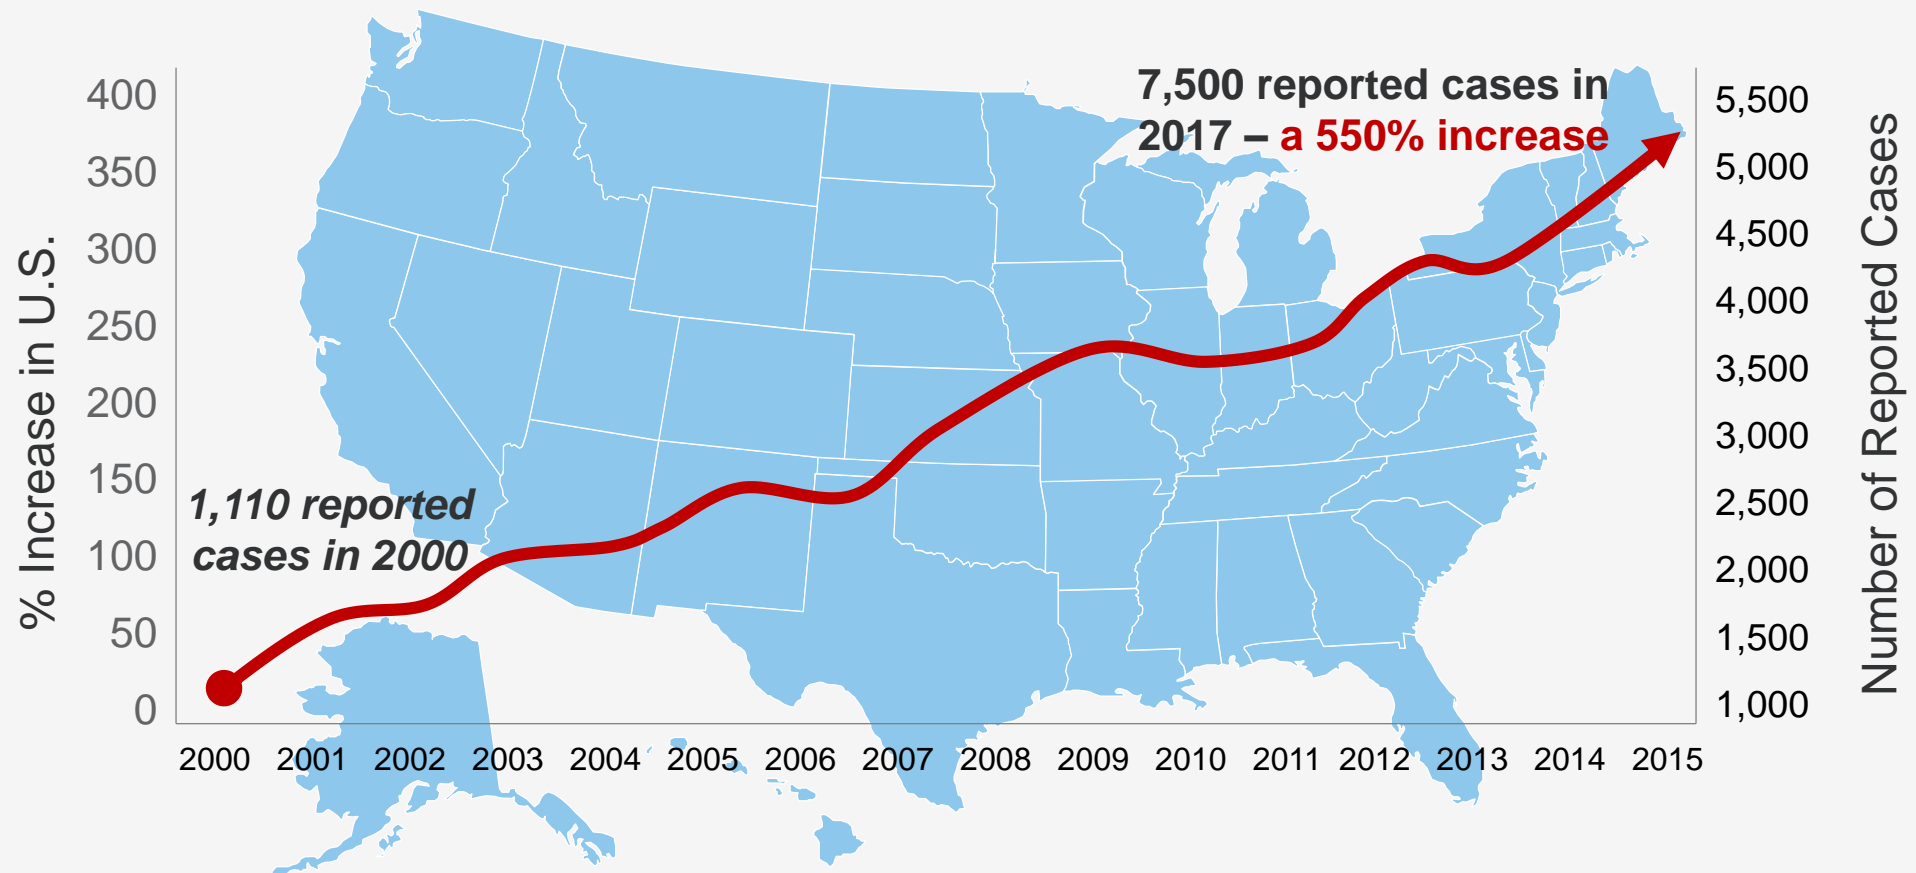 7,500 reported cases in
2017 – a 550% increase
1,110 reported
cases in 2000
% Increase in U.S.
400
350
300
250
200
150
100
50
0
5,500
5,000
4,500
4,000
3,500
3,000
2,500
2,000
1,500
1,000
Number of Reported Cases
2000 2001 2002 2003 2004 2005 2006 2007 2008 2009 2010 2011 2012 2013 2014 2015